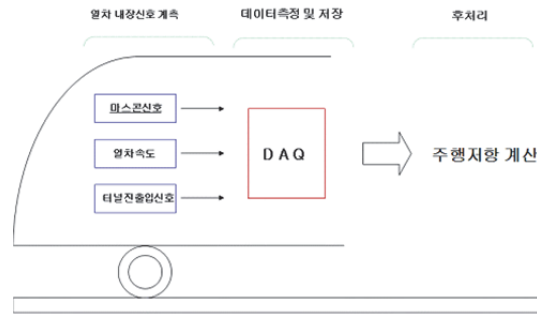 열차 내장신호 계측
데이터측정 및 저장
후처리
마스콘신호
열차속도
터널진출입신호
D A Q
주행저항 계산